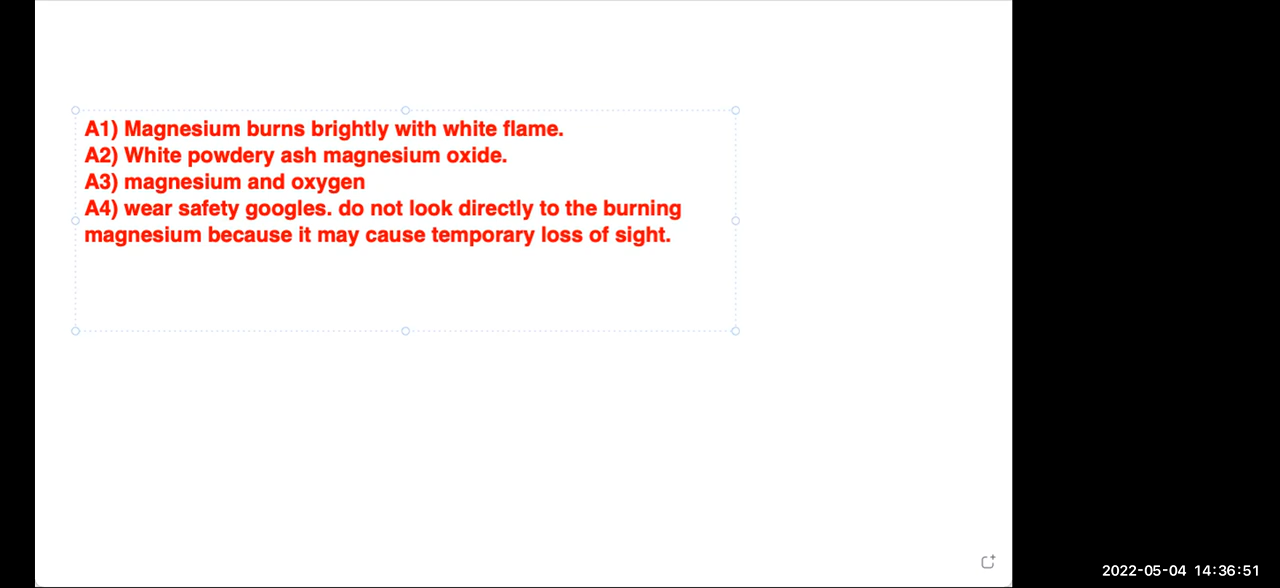 A1) Magnesium burns brightly with white flame.
A2) White powdery ash magnesium oxide.
A3) magnesium and oxygen
A4) wear safety googles. do not look directly to the burning
magnesium because it may cause temporary loss of sight.
2022-05-04 14:36:51